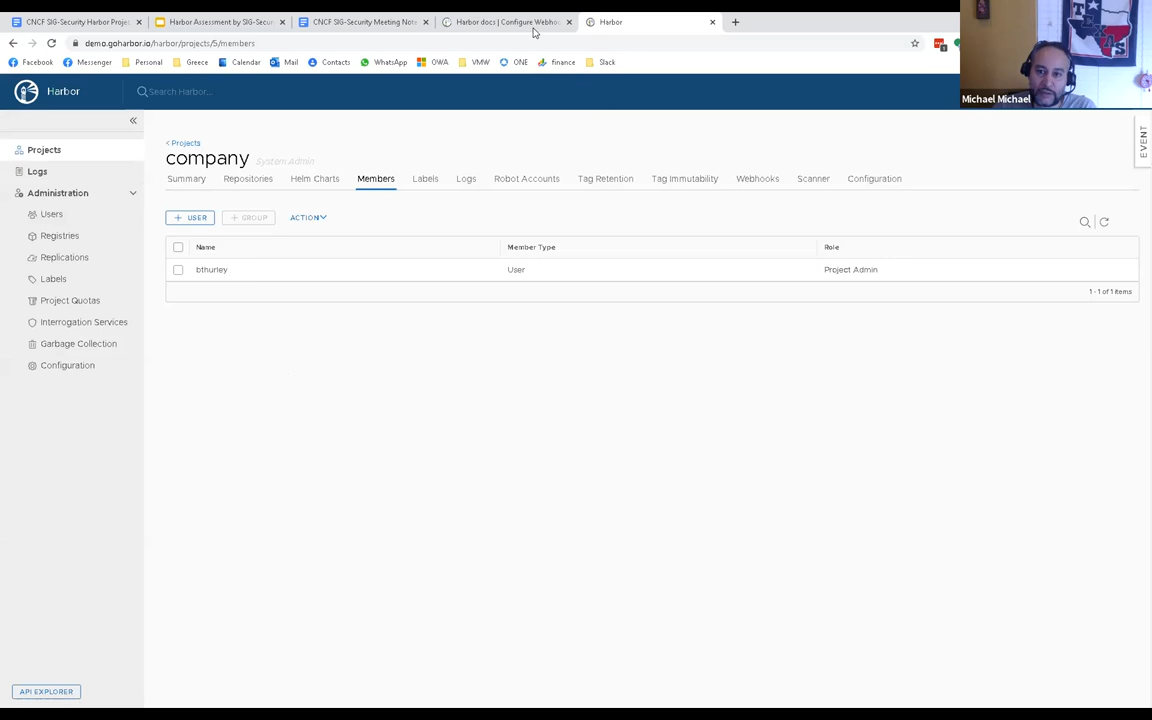 CNCF SIG-Security Harbor Projec
Harbor Assessment by SIG-Secur
CNCF SIG-Security Meeting Note
Harbor docs | Configure Webhoo
Harbor
demo.goharbor.io/harbor/projects/5/members
Facebook
Messenger
Personal
Greece
Calendar
Mail
Contacts
WhatsApp
OWA
VMW
ONE
finance
Slack
Michael Michael
Harbor
Search Harbor...
EVENT
Projects
Logs
Administration
Users
Registries
Replications
Labels
Project Quotas
Interrogation Services
Garbage Collection
Configuration
API EXPLORER
< Projects
company System Admin
Summary
Repositories
Helm Charts
Members
Labels
Logs
Robot Accounts
Tag Retention
Tag Immutability
Webhooks
Scanner
Configuration
+ USER
+ GROUP
ACTION
Name
Member Type
Role
bthurley
User
Project Admin
1 - 1 of 1 items
TEXAS